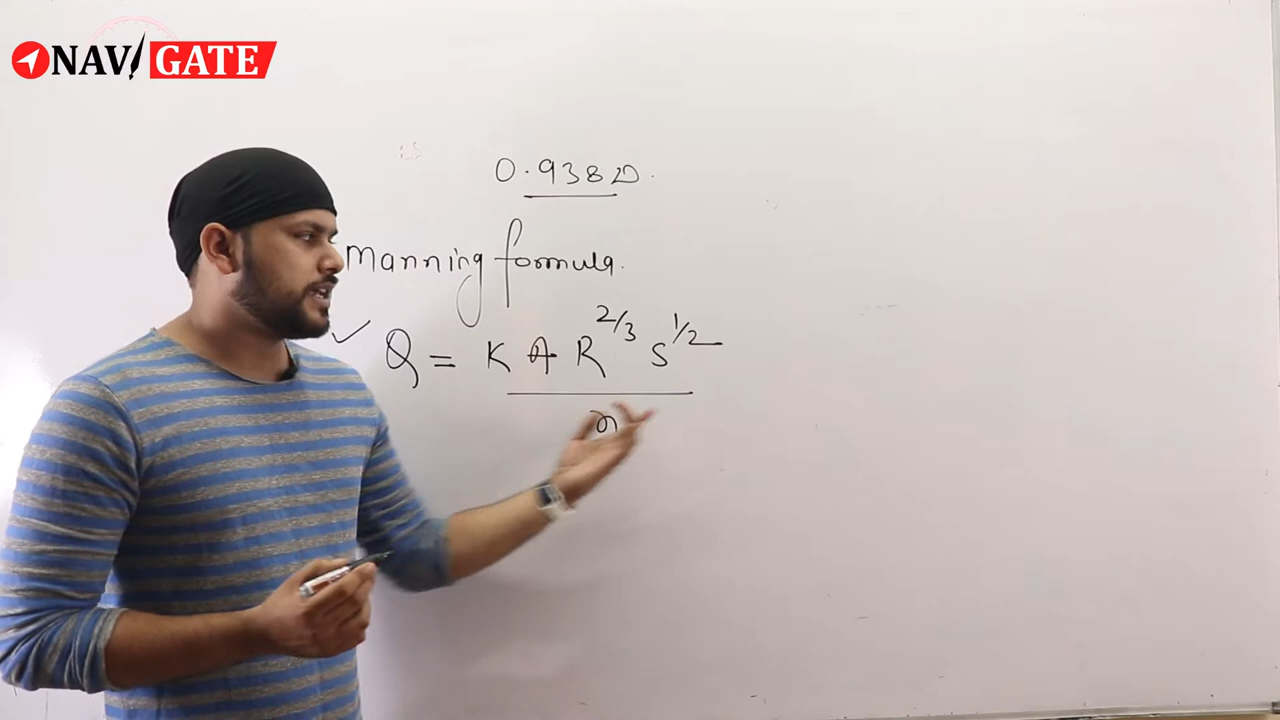 NAVIGATE
0.938D.
Manning formula.
✓ Q = K A R^2/3 S^1/2
n